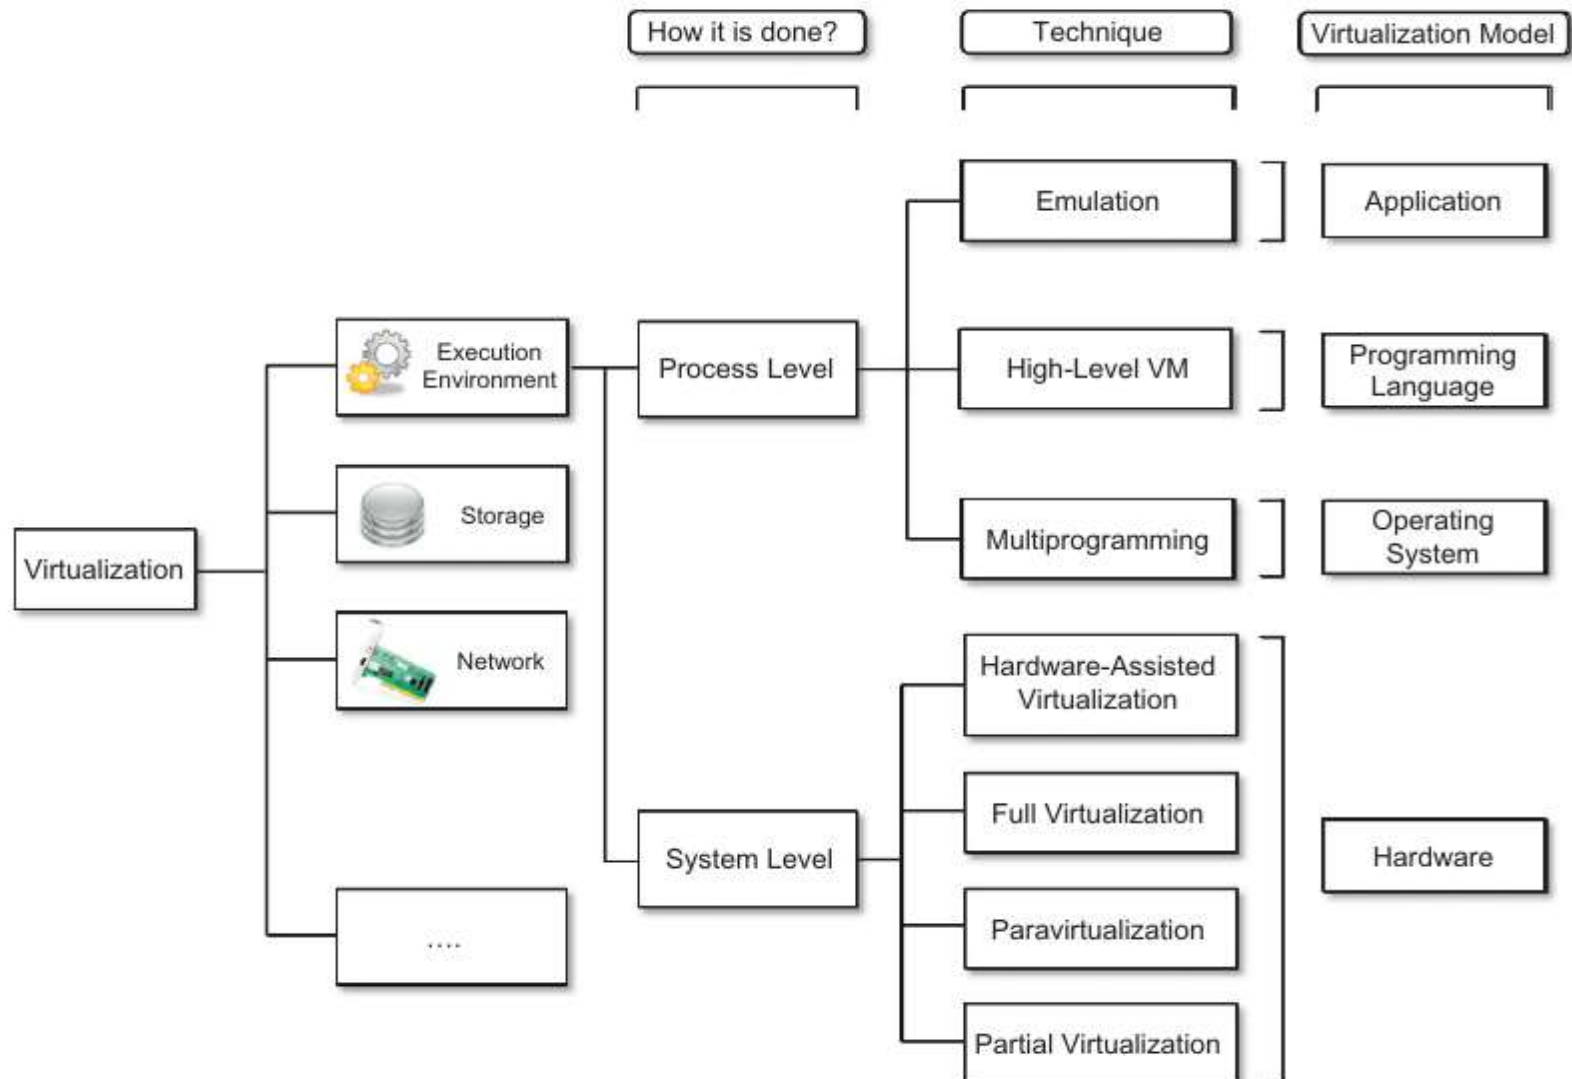 How it is done?
Technique
Virtualization Model
Emulation
Application
Execution
Environment
Process Level
High-Level VM
Programming
Language
Storage
Multiprogramming
Operating
System
Virtualization
Network
Hardware-Assisted
Virtualization
Full Virtualization
System Level
Hardware
Paravirtualization
....
Partial Virtualization